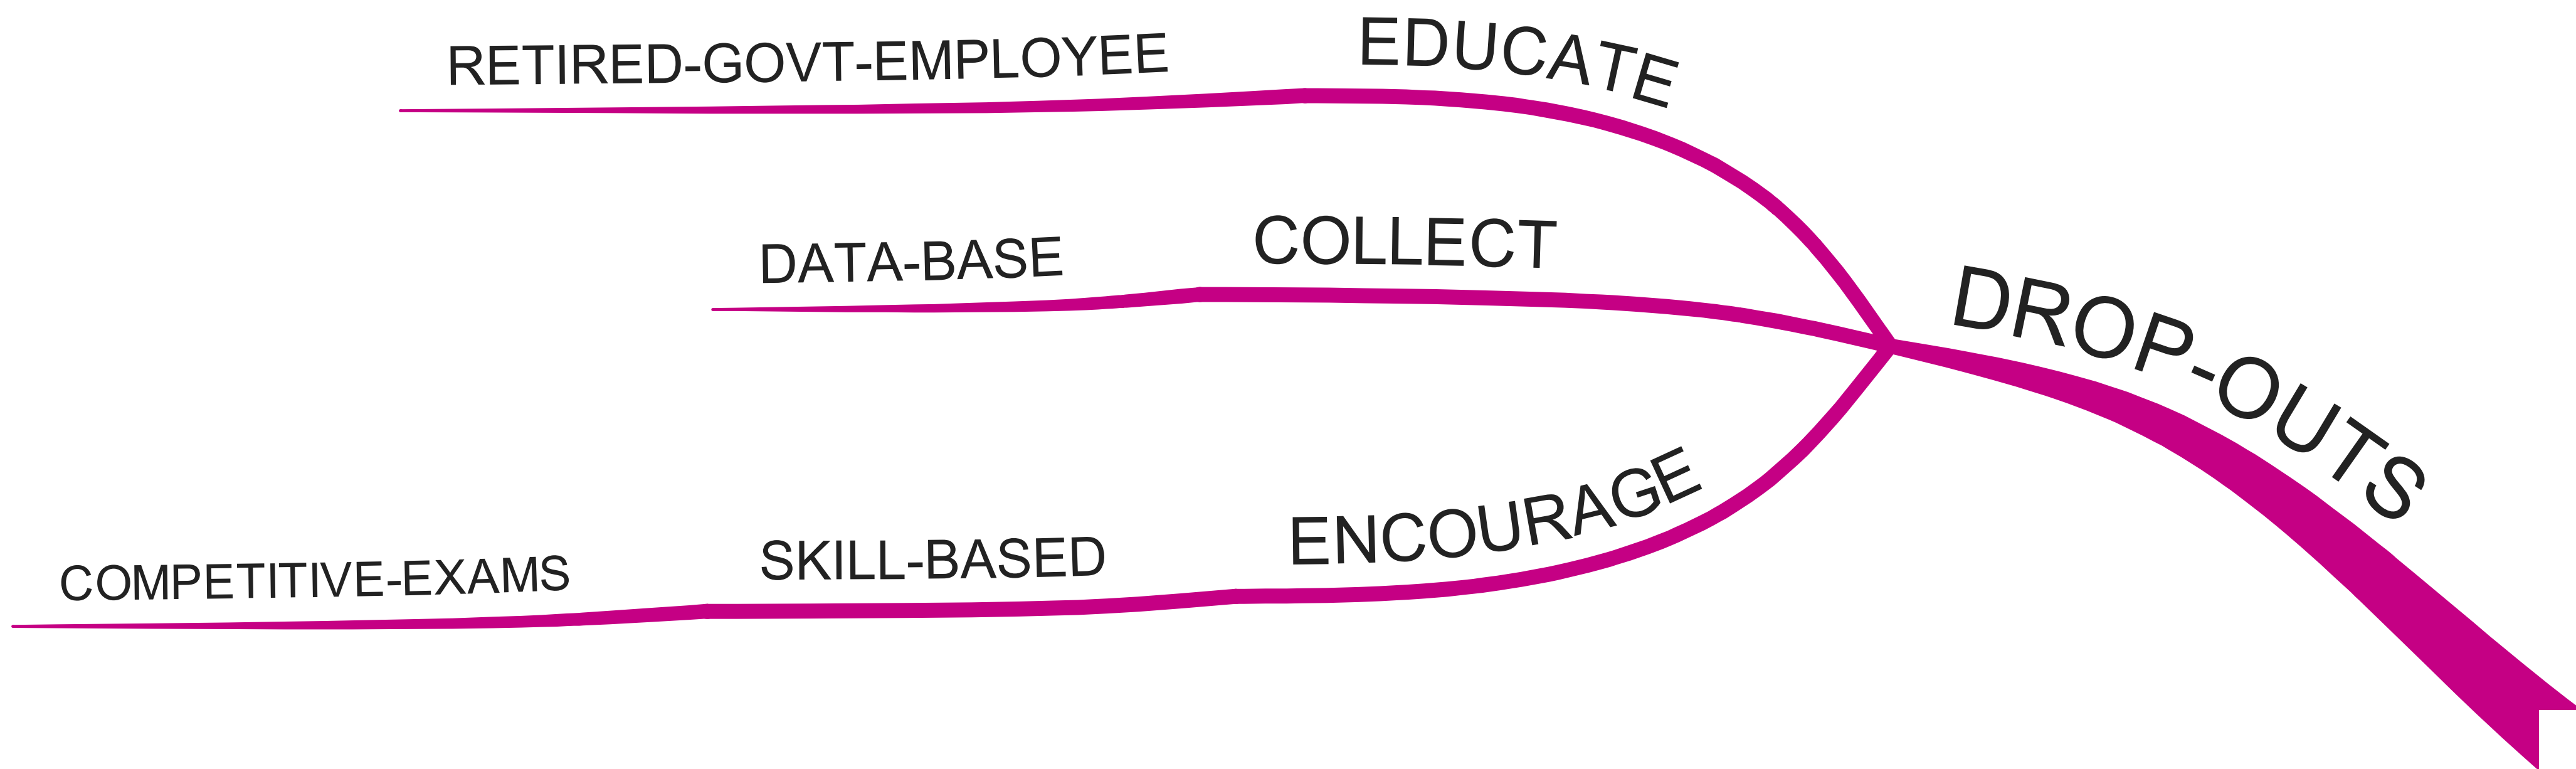 EDUCATE
RETIRED-GOVT-EMPLOYEE
COLLECT
DATA-BASE
DROP-OUTS
ENCOURAGE
SKILL-BASED
COMPETITIVE-EXAMS